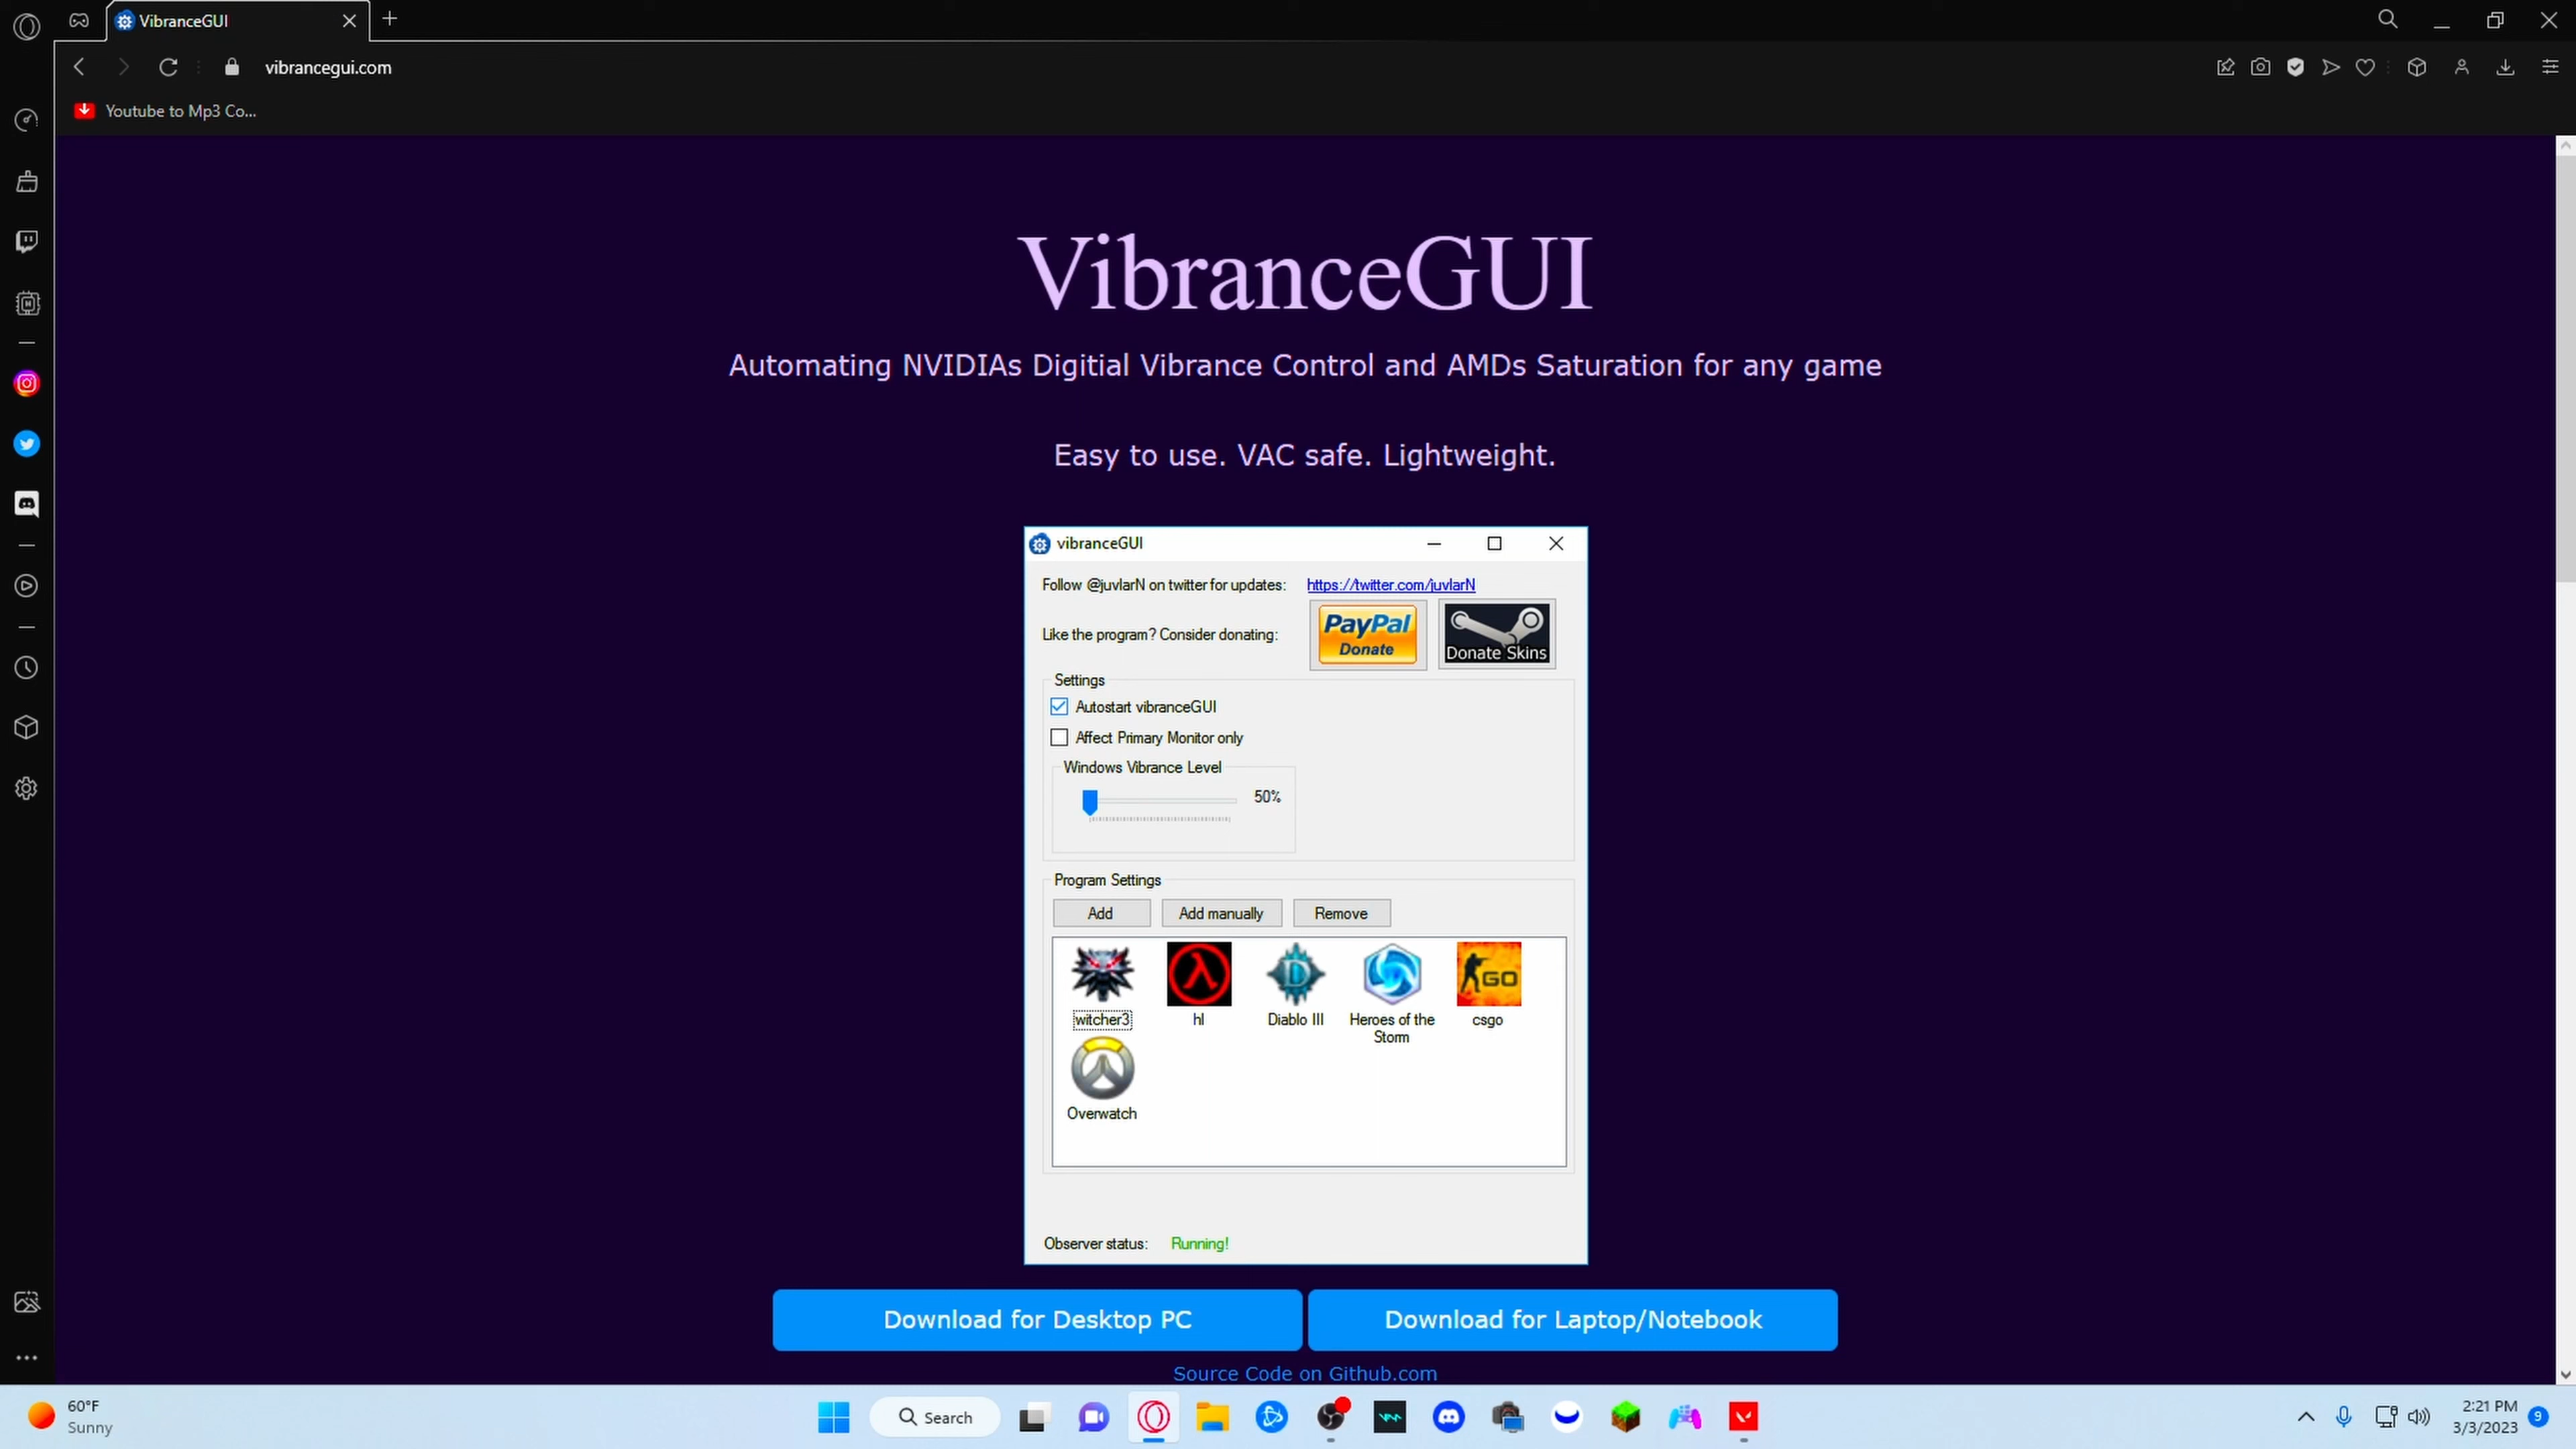 VibranceGUI
vibrancegui.com
Youtube to Mp3 Co...
VibranceGUI
Automating NVIDIAs Digitial Vibrance Control and AMDs Saturation for any game
Easy to use. VAC safe. Lightweight.
vibranceGUI
Follow @juvlarN on twitter for updates: https://twitter.com/juvlarN
Like the program? Consider donating:
PayPal
Donate
Donate Skins
Settings
Autostart vibranceGUI
Affect Primary Monitor only
Windows Vibrance Level
50%
Program Settings
Add Add manually Remove
witcher3 hl Diablo III Heroes of the Storm csgo
GO
Overwatch
Observer status: Running!
Download for Desktop PC Download for Laptop/Notebook
Source Code on Github.com
60°F
Sunny
Search
2:21 PM
3/3/2023
9